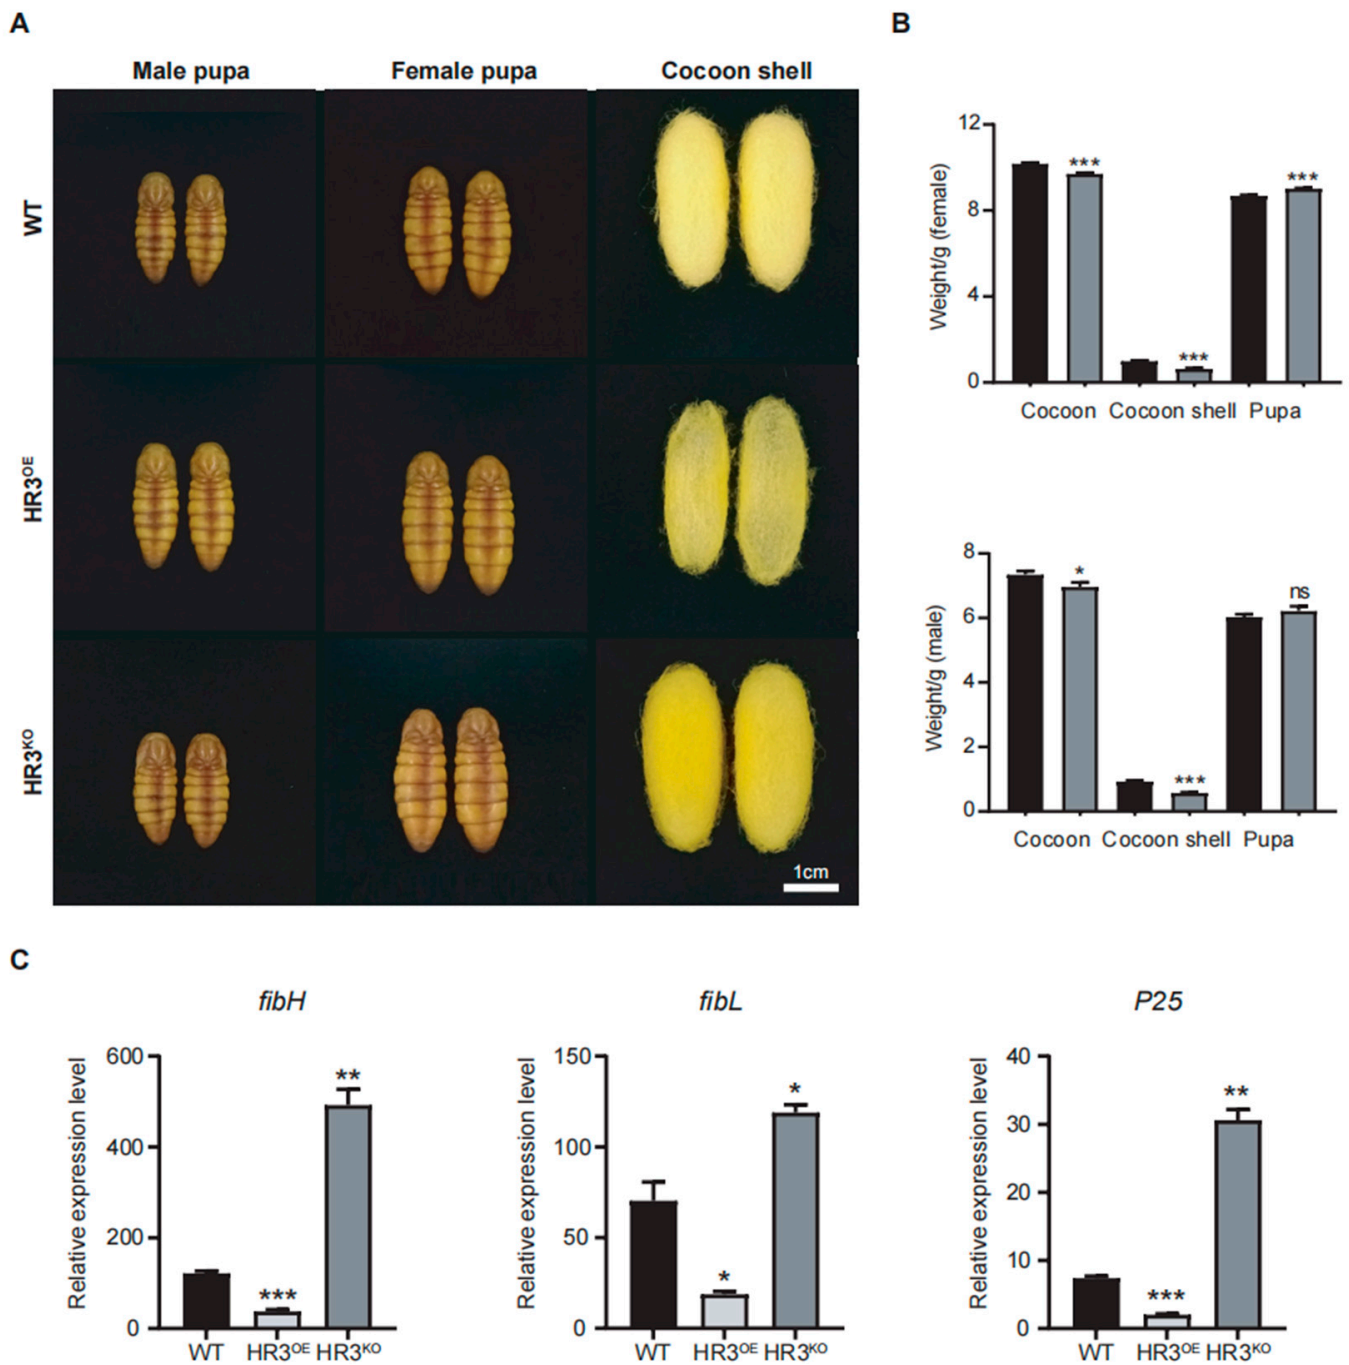 A
Male pupa Female pupa Cocoon shell
WT
HR3OE
HR3KO
1cm
B
Weight/g (female)
12
8
4
0
***
***
***
Cocoon Cocoon shell Pupa
Weight/g (male)
8
6
4
2
0
*
***
ns
Cocoon Cocoon shell Pupa
C
fibH
Relative expression level
600
400
200
0
***
**
WT HR3OE HR3KO
fibL
Relative expression level
150
100
50
0
*
*
WT HR3OE HR3KO
P25
Relative expression level
40
30
20
10
0
***
**
WT HR3OE HR3KO